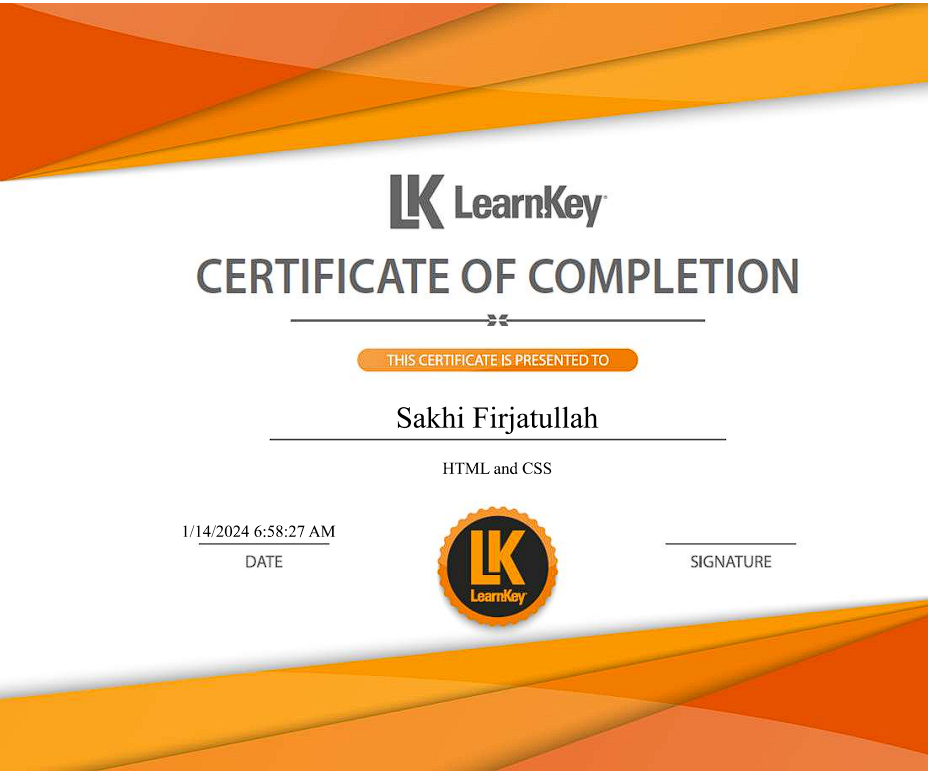 LK LearnKey
CERTIFICATE OF COMPLETION
THIS CERTIFICATE IS PRESENTED TO
Sakhi Firjatullah
HTML and CSS
1/14/2024 6:58:27 AM
DATE
LK
LearnKey
SIGNATURE